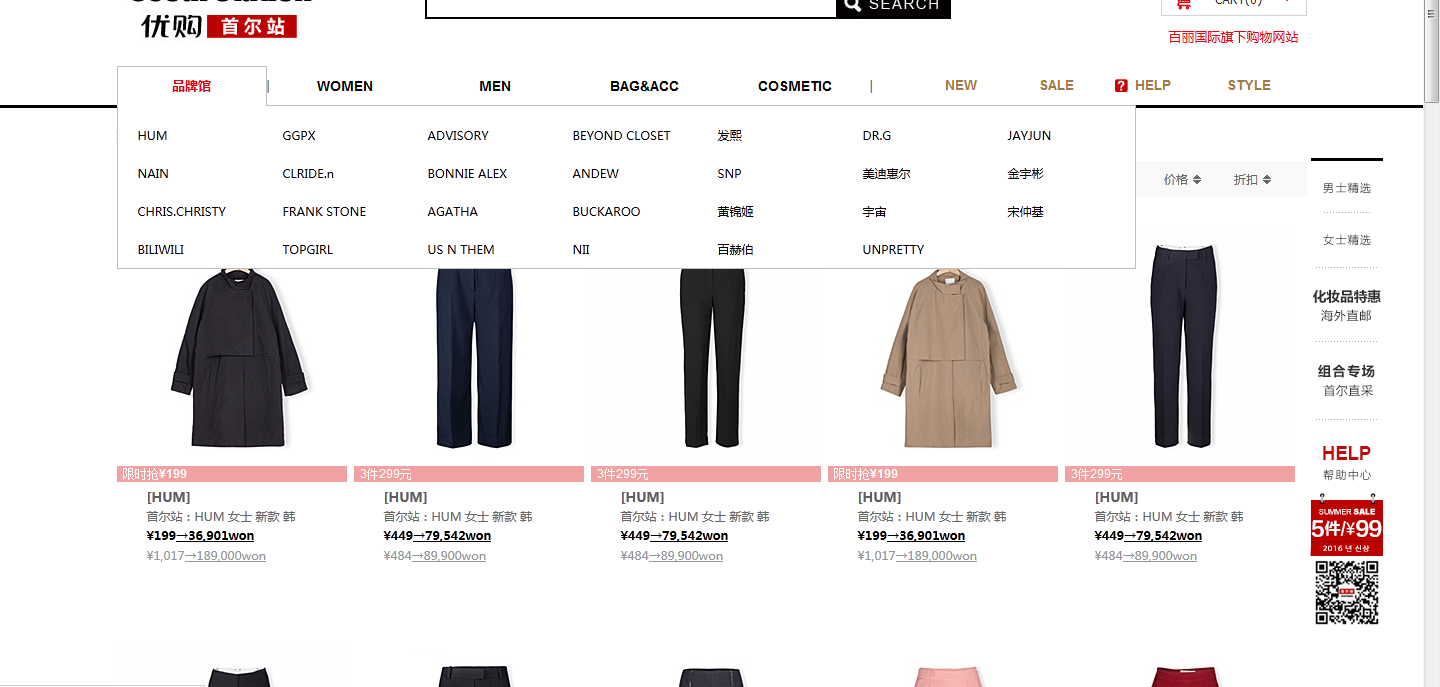 SEARCH
CART(0)
优购 首尔站
百丽国际旗下购物网站
品牌馆 | WOMEN MEN BAG&ACC COSMETIC | NEW SALE ? HELP STYLE
HUM GGPX ADVISORY BEYOND CLOSET 发熙 DR.G JAYJUN
NAIN CLRIDE.n BONNIE ALEX ANDEW SNP 美迪惠尔 金宇彬
CHRIS.CHRISTY FRANK STONE AGATHA BUCKAROO 黄锦姬 宇宙 宋仲基
BILIWILI TOPGIRL US N THEM NII 百赫伯 UNPRETTY
价格 折扣
男士精选
女士精选
化妆品特惠
海外直邮
组合专场
首尔直采
HELP
帮助中心
SUMMER SALE
5件/¥99
2016 년 신상
限时抢¥199 3件299元 3件299元 限时抢¥199 3件299元
[HUM] [HUM] [HUM] [HUM] [HUM]
首尔站：HUM 女士 新款 韩 首尔站：HUM 女士 新款 韩 首尔站：HUM 女士 新款 韩 首尔站：HUM 女士 新款 韩 首尔站：HUM 女士 新款 韩
¥199→36,901won ¥449→79,542won ¥449→79,542won ¥199→36,901won ¥449→79,542won
¥1,017→189,000won ¥484→89,900won ¥484→89,900won ¥1,017→189,000won ¥484→89,900won